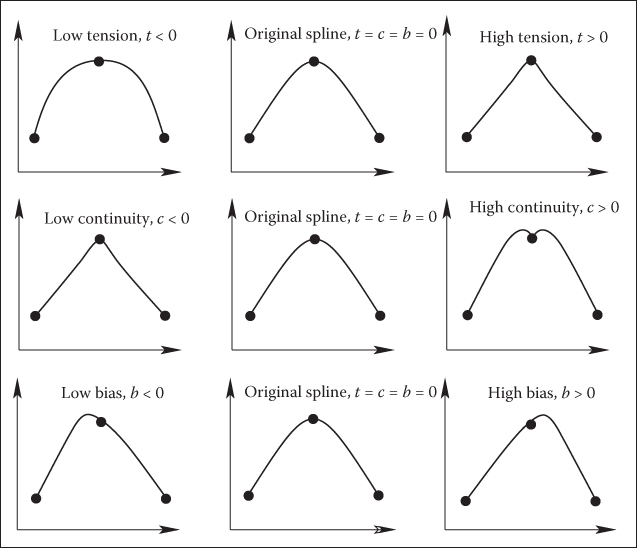 Low tension, t < 0
Original spline, t = c = b = 0
High tension, t > 0
Low continuity, c < 0
Original spline, t = c = b = 0
High continuity, c > 0
Low bias, b < 0
Original spline, t = c = b = 0
High bias, b > 0